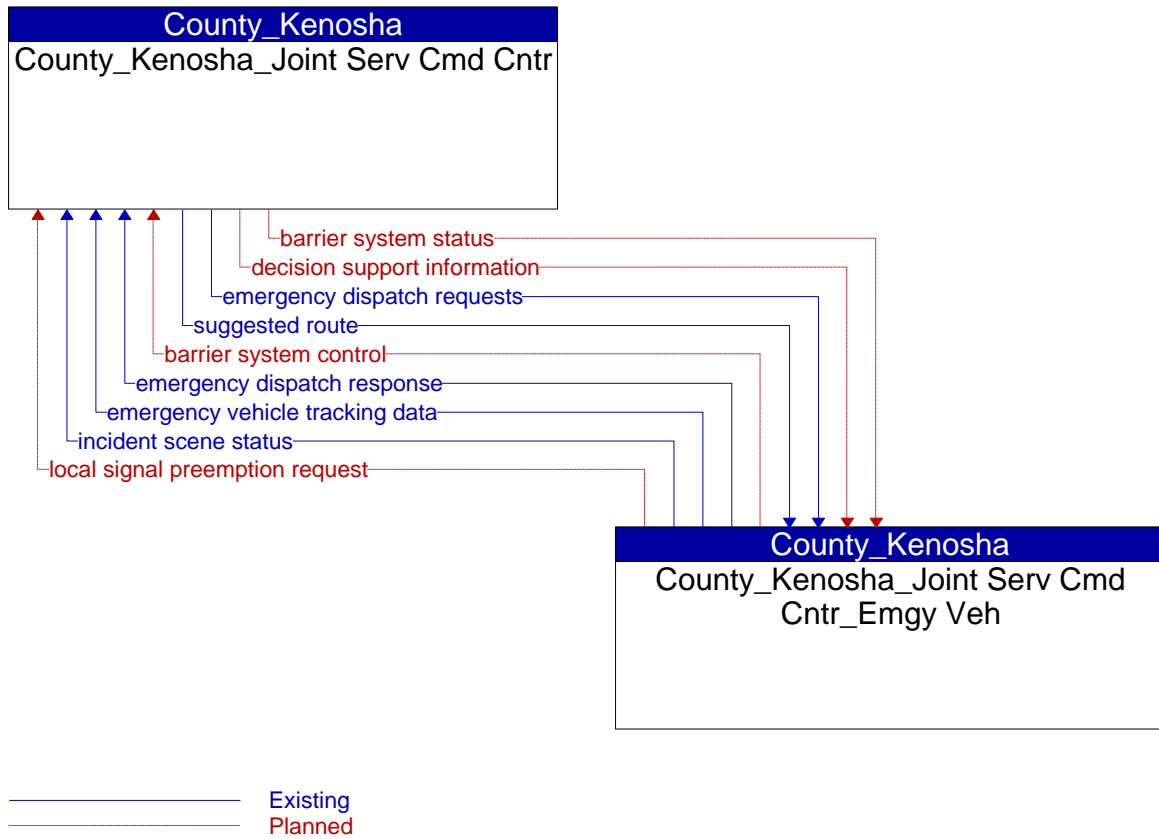 County_Kenosha
County_Kenosha_Joint Serv Cmd Cntr
barrier system status
decision support information
emergency dispatch requests
suggested route
barrier system control
emergency dispatch response
emergency vehicle tracking data
incident scene status
local signal preemption request
County_Kenosha
County_Kenosha_Joint Serv Cmd
Cntr_Emgy Veh
Existing
Planned